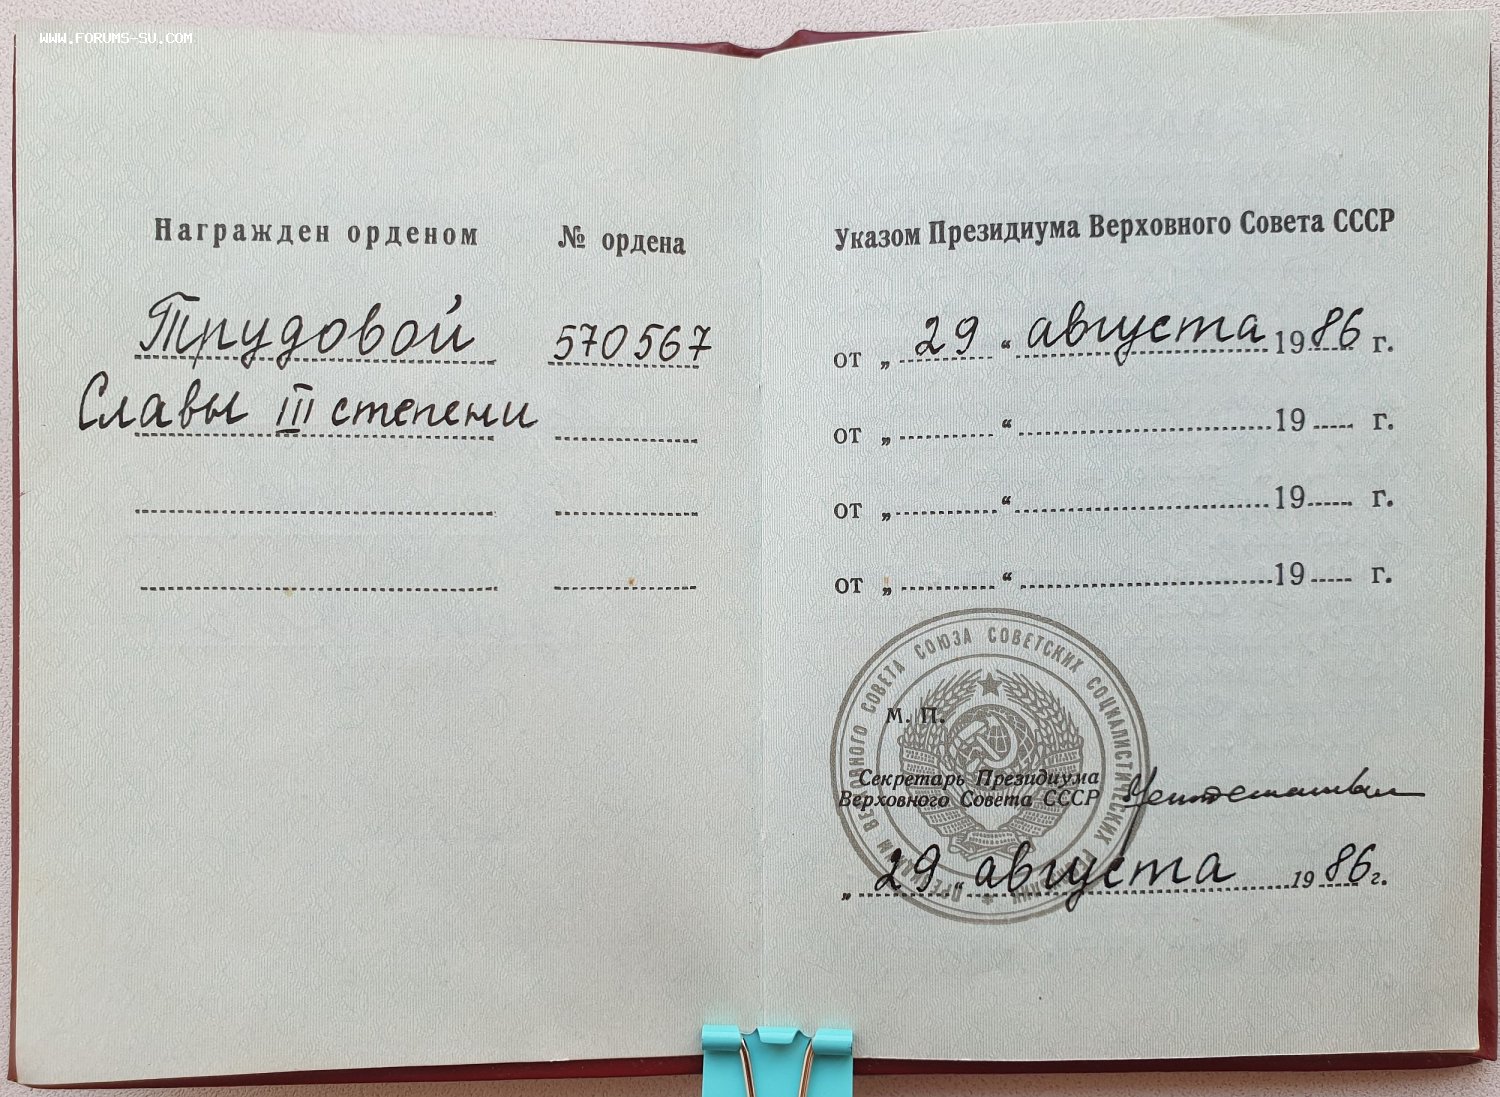 WWW.FORUMS-SU.COM
Награжден орденом № ордена
Трудовой 570567
Славы III степени
Указом Президиума Верховного Совета СССР
от „ 29 “ августа 1986 г.
от „ “ 19 г.
от „ “ 19 г.
от „ “ 19 г.
ПРЕЗИДИУМ ВЕРХОВНОГО СОВЕТА СОЮЗА СОВЕТСКИХ СОЦИАЛИСТИЧЕСКИХ РЕСПУБЛИК
М. П.
Секретарь Президиума
Верховного Совета СССР
„ 29 “ августа 1986 г.